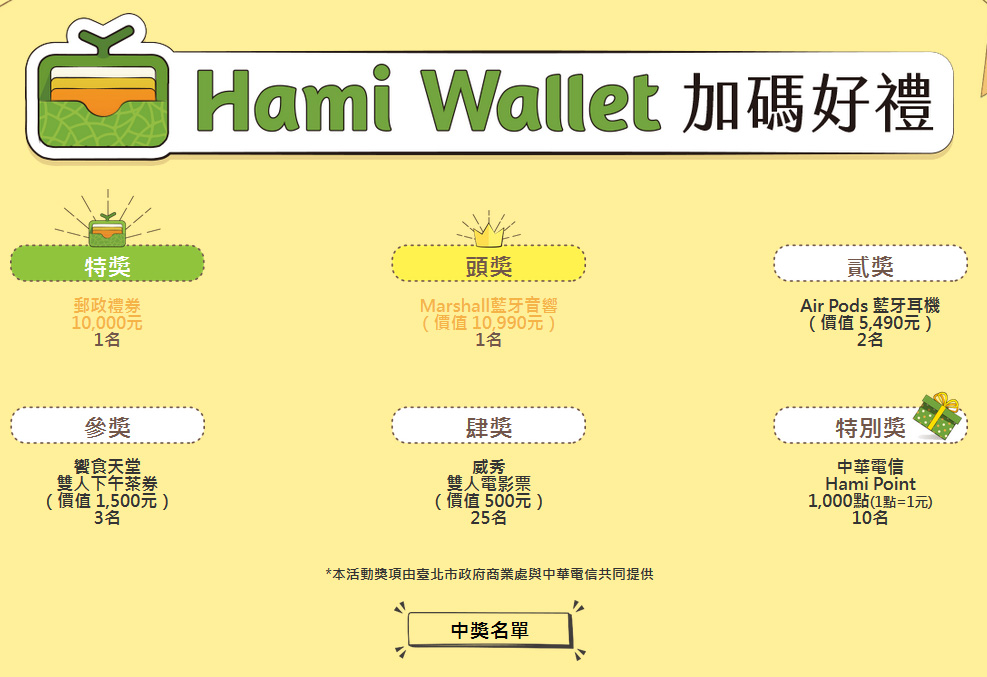 Hami Wallet 加碼好禮
特獎
郵政禮券
10,000元
1名
頭獎
Marshall藍牙音響
( 價值 10,990元 )
1名
貳獎
Air Pods 藍牙耳機
( 價值 5,490元 )
2名
參獎
饗食天堂
雙人下午茶券
( 價值 1,500元 )
3名
肆獎
威秀
雙人電影票
( 價值 500元 )
25名
特別獎
中華電信
Hami Point
1,000點(1點=1元)
10名
*本活動獎項由臺北市政府商業處與中華電信共同提供
中獎名單